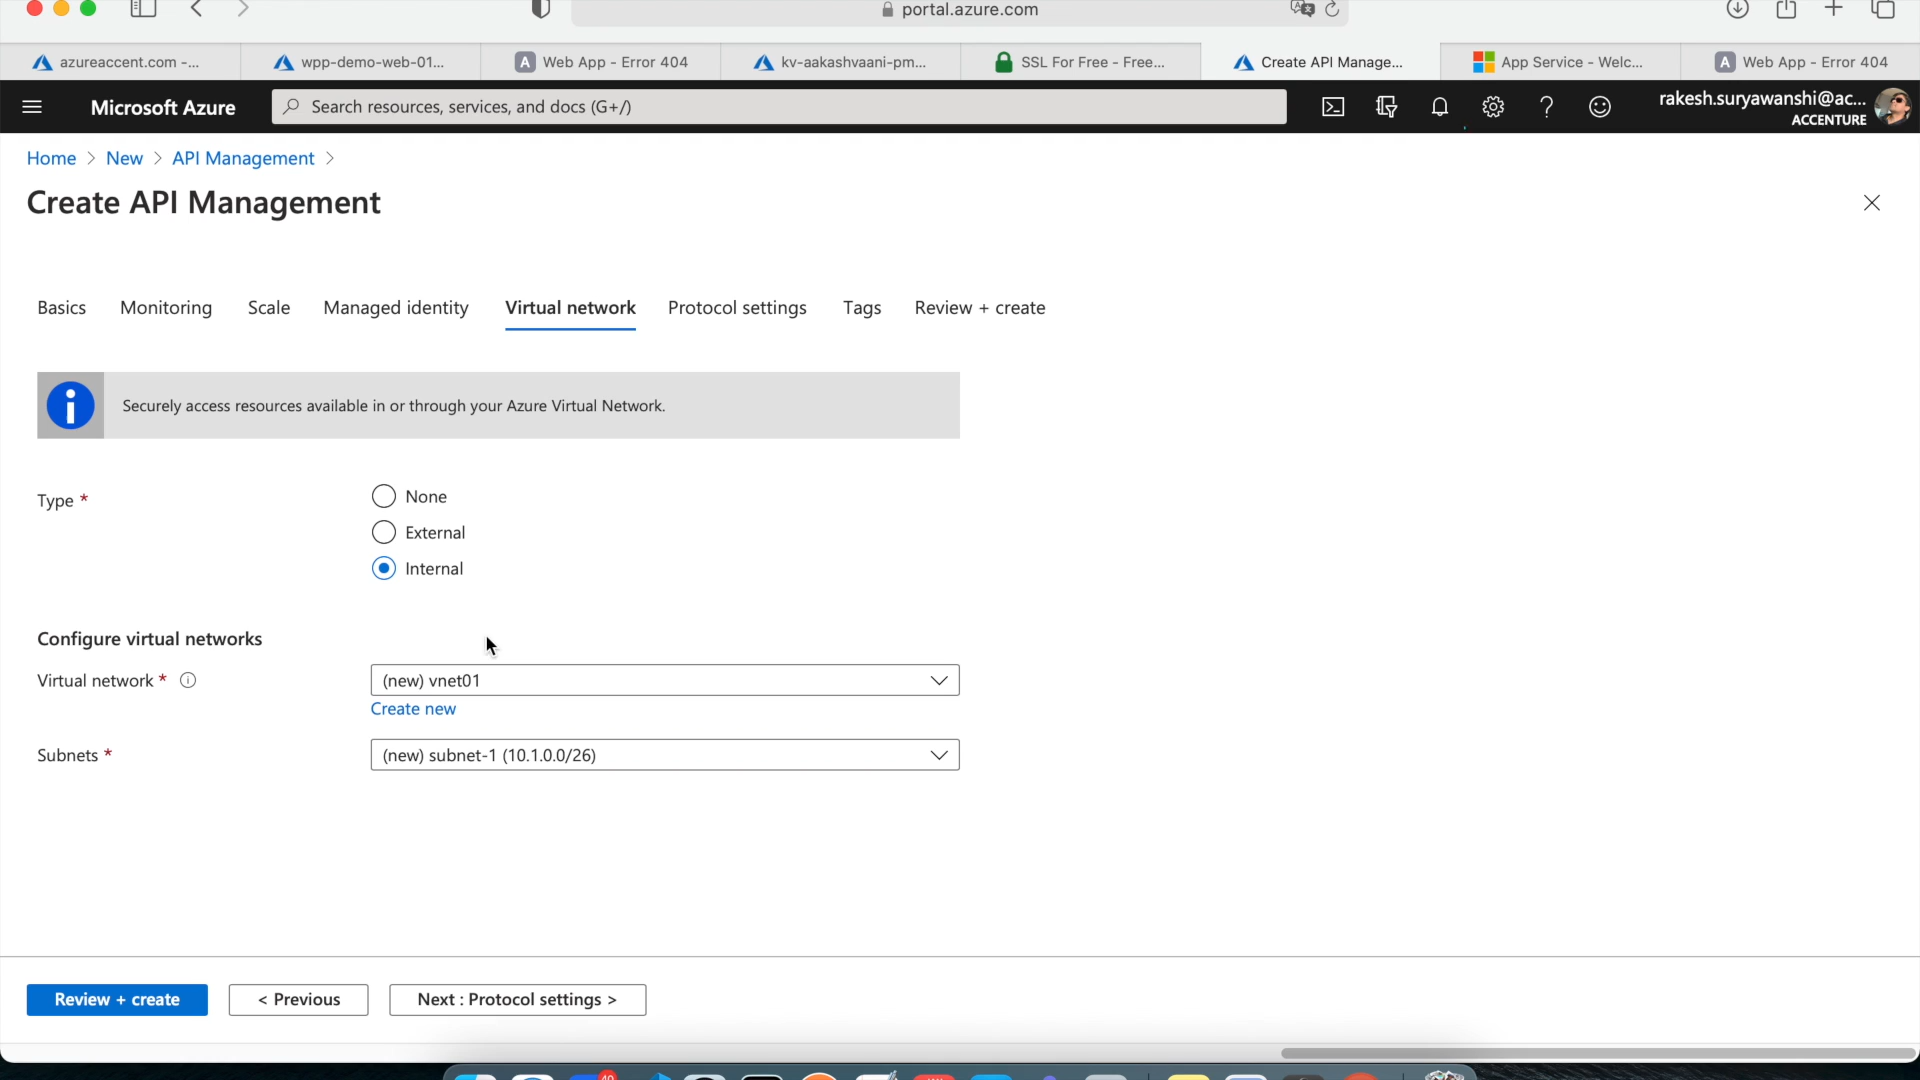 portal.azure.com
azureaccent.com -...
wpp-demo-web-01...
A Web App - Error 404
kv-aakashvaani-pm...
SSL For Free - Free...
Create API Manage...
App Service - Welc...
A Web App - Error 404
Microsoft Azure
Search resources, services, and docs (G+/)
rakesh.suryawanshi@ac...
ACCENTURE
Home > New > API Management >
Create API Management
Basics Monitoring Scale Managed identity Virtual network Protocol settings Tags Review + create
Securely access resources available in or through your Azure Virtual Network.
Type *
None
External
Internal
Configure virtual networks
Virtual network *
(new) vnet01
Create new
Subnets *
(new) subnet-1 (10.1.0.0/26)
Review + create
< Previous
Next : Protocol settings >